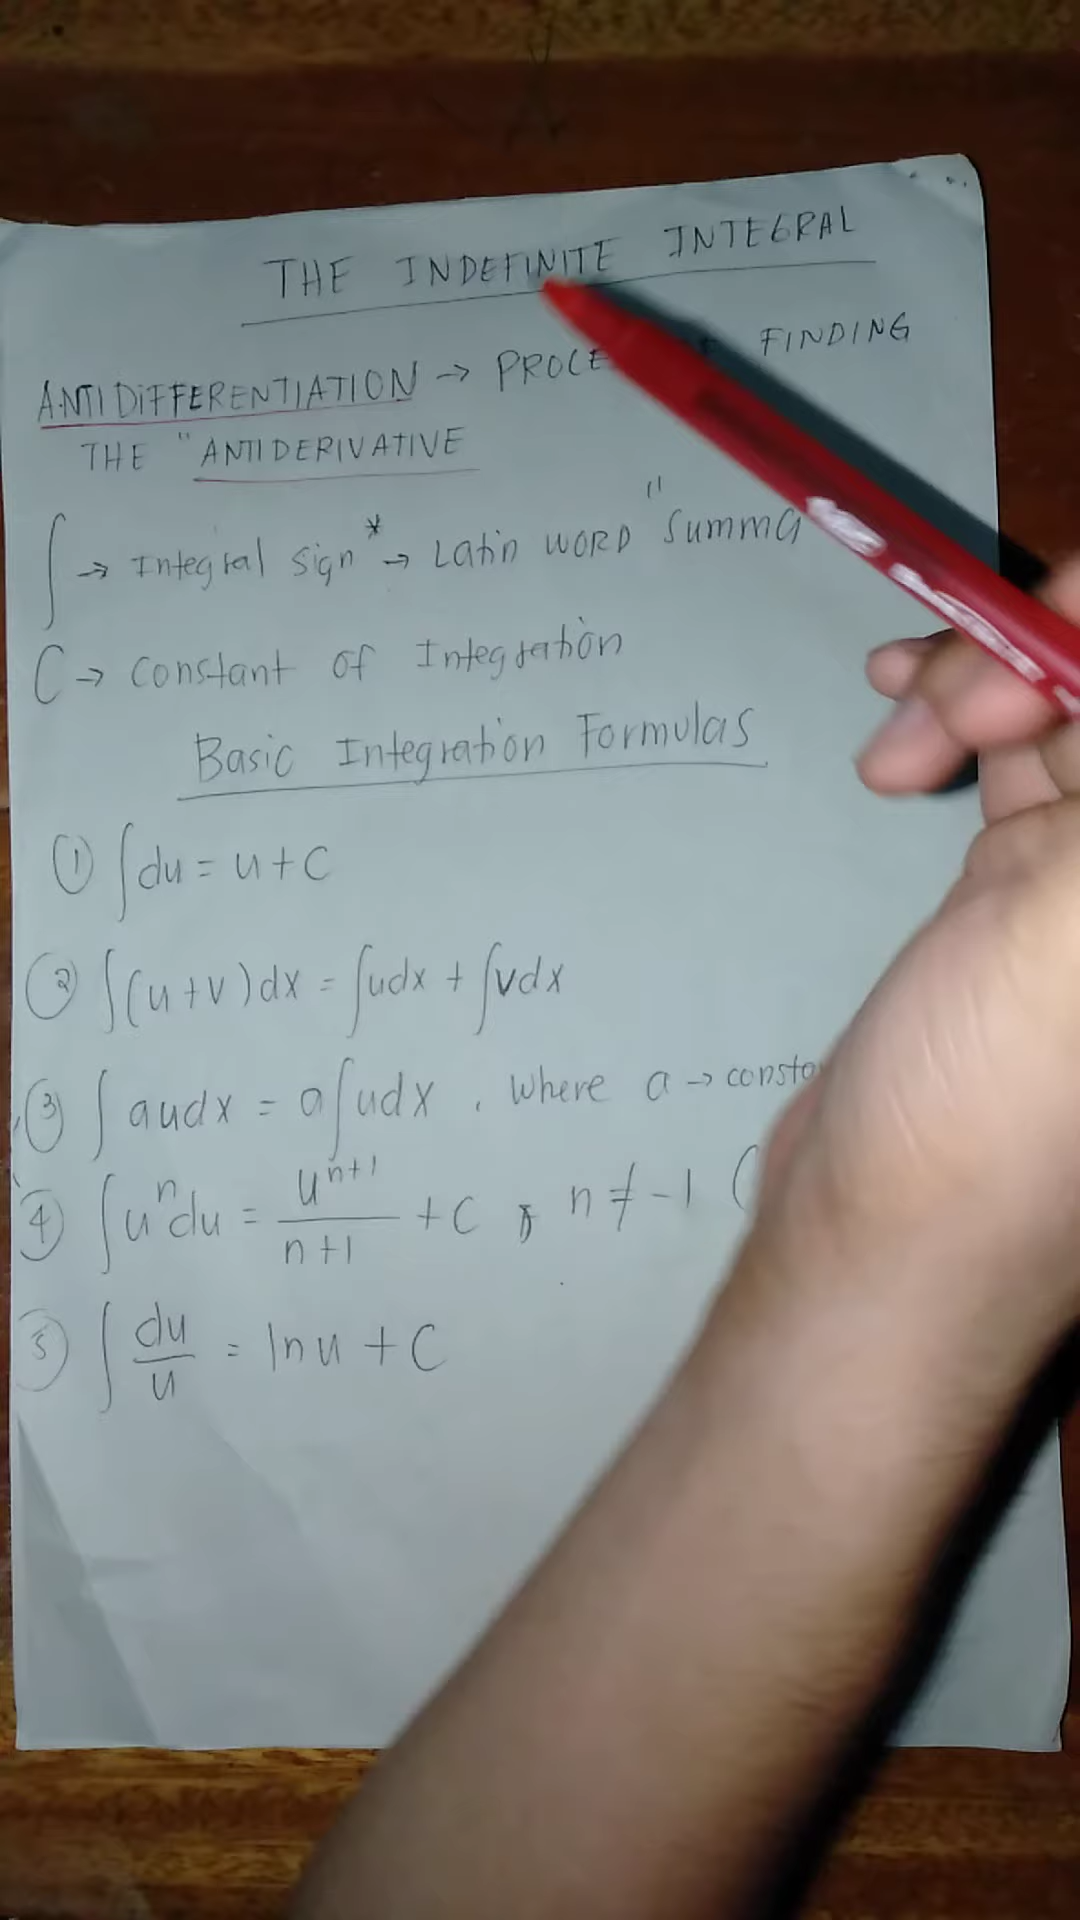 THE INDEFINITE INTEGRAL
ANTIDIFFERENTIATION → PROCE FINDING
THE "ANTIDERIVATIVE
∫ → Integral sign* → Latin WORD "Summa
C → Constant of Integration
Basic Integration Formulas
① ∫du = u + C
② ∫(u+v)dx = ∫udx + ∫vdx
③ ∫audx = a∫udx , where a → consta
④ ∫uⁿdu = uⁿ⁺¹/n+1 + C , n ≠ -1 (
⑤ ∫du/u = ln u + C